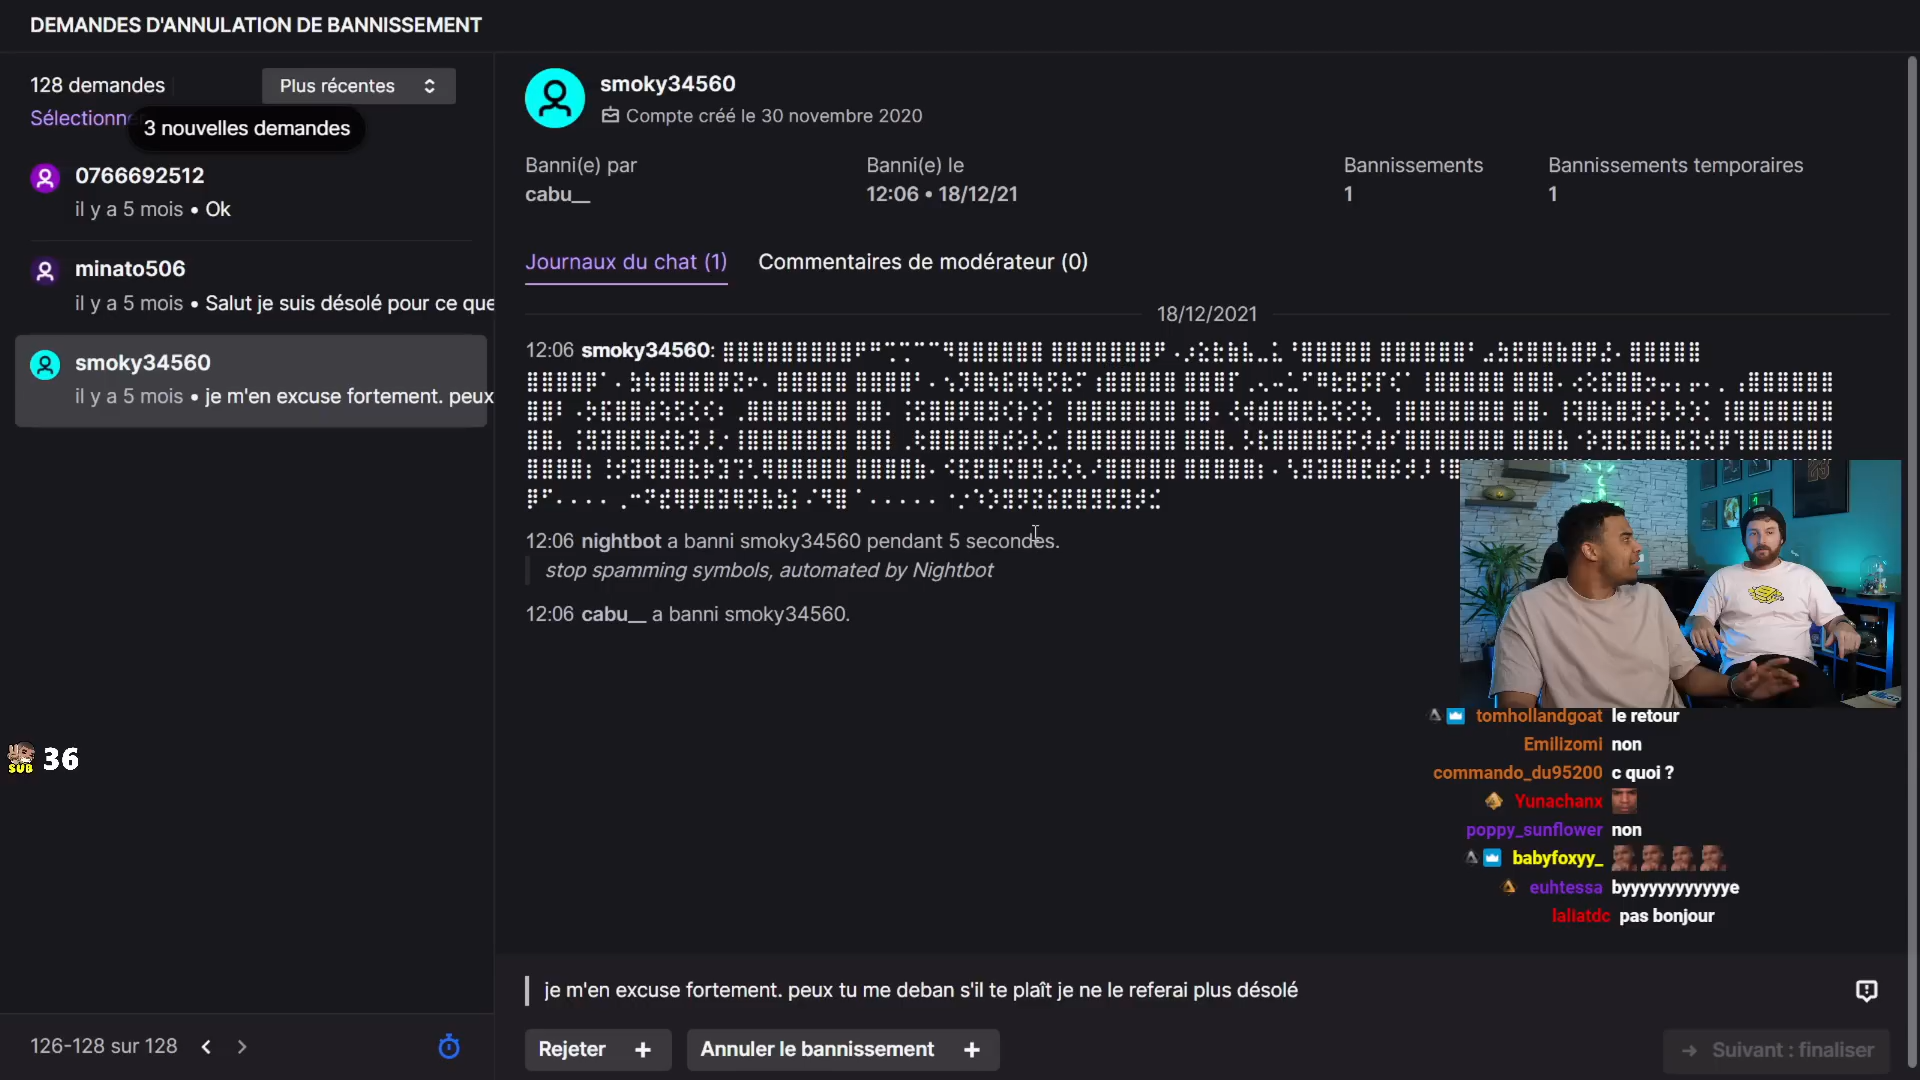 DEMANDES D'ANNULATION DE BANNISSEMENT
128 demandes
Plus récentes
Sélectionne
3 nouvelles demandes
0766692512
il y a 5 mois • Ok
minato506
il y a 5 mois • Salut je suis désolé pour ce que
smoky34560
il y a 5 mois • je m'en excuse fortement. peux
126-128 sur 128
SUB 36
smoky34560
Compte créé le 30 novembre 2020
Banni(e) par
cabu__
Banni(e) le
12:06 • 18/12/21
Bannissements
1
Bannissements temporaires
1
Journaux du chat (1)
Commentaires de modérateur (0)
18/12/2021
12:06 smoky34560:
12:06 nightbot a banni smoky34560 pendant 5 secondes.
stop spamming symbols, automated by Nightbot
12:06 cabu__ a banni smoky34560.
tomhollandgoat le retour
Emilizomi non
commando_du95200 c quoi ?
Yunachanx
poppy_sunflower non
babyfoxyy_
euhtessa byyyyyyyyyyyye
laliatdc pas bonjour
je m'en excuse fortement. peux tu me deban s'il te plaît je ne le referai plus désolé
Rejeter +
Annuler le bannissement +
→ Suivant : finaliser